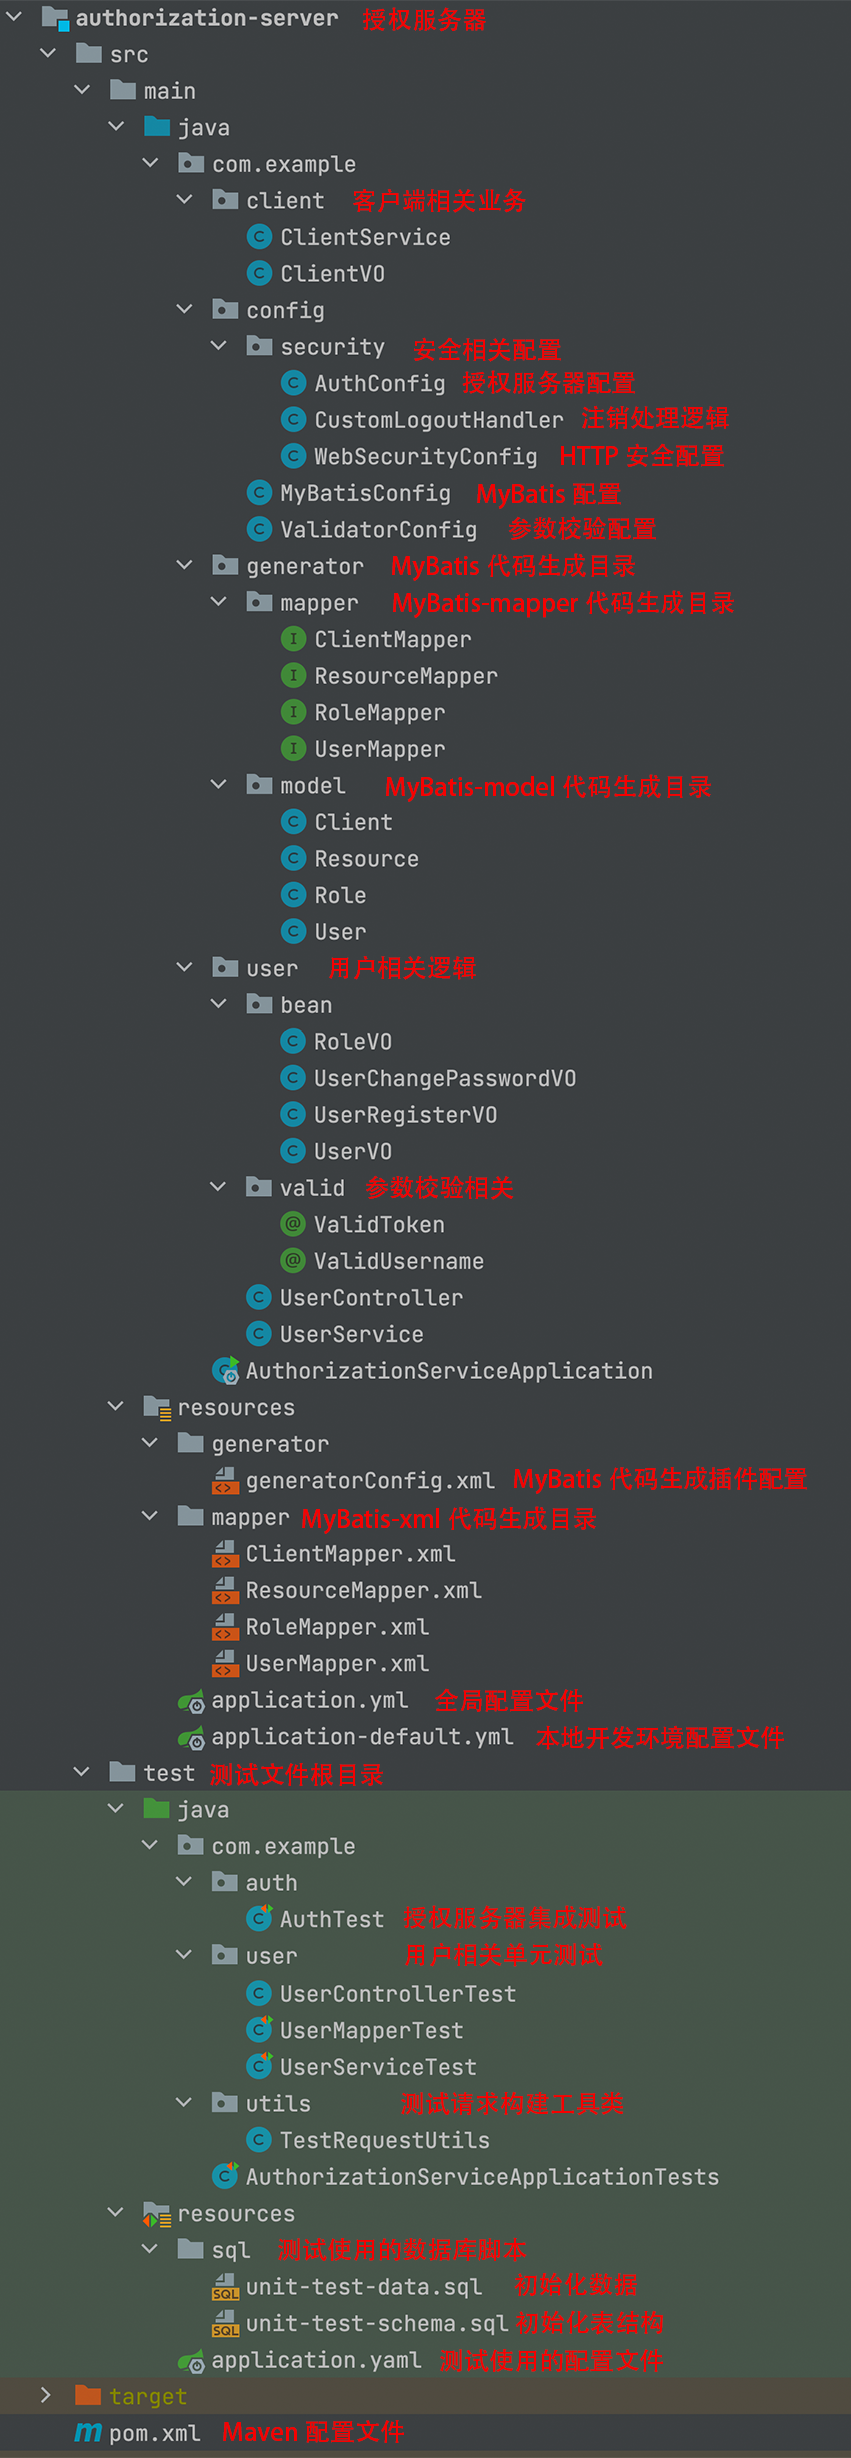 authorization-server 授权服务器
src
main
java
com.example
client 客户端相关业务
ClientService
ClientVO
config
security 安全相关配置
AuthConfig 授权服务器配置
CustomLogoutHandler 注销处理逻辑
WebSecurityConfig HTTP 安全配置
MyBatisConfig MyBatis 配置
ValidatorConfig 参数校验配置
generator MyBatis 代码生成目录
mapper MyBatis-mapper 代码生成目录
ClientMapper
ResourceMapper
RoleMapper
UserMapper
model MyBatis-model 代码生成目录
Client
Resource
Role
User
user 用户相关逻辑
bean
RoleVO
UserChangePasswordVO
UserRegisterVO
UserVO
valid 参数校验相关
ValidToken
ValidUsername
UserController
UserService
AuthorizationServiceApplication
resources
generator
generatorConfig.xml MyBatis 代码生成插件配置
mapper MyBatis-xml 代码生成目录
ClientMapper.xml
ResourceMapper.xml
RoleMapper.xml
UserMapper.xml
application.yml 全局配置文件
application-default.yml 本地开发环境配置文件
test 测试文件根目录
java
com.example
auth
AuthTest 授权服务器集成测试
user 用户相关单元测试
UserControllerTest
UserMapperTest
UserServiceTest
utils 测试请求构建工具类
TestRequestUtils
AuthorizationServiceApplicationTests
resources
sql 测试使用的数据库脚本
unit-test-data.sql 初始化数据
unit-test-schema.sql 初始化表结构
application.yaml 测试使用的配置文件
target
pom.xml Maven 配置文件